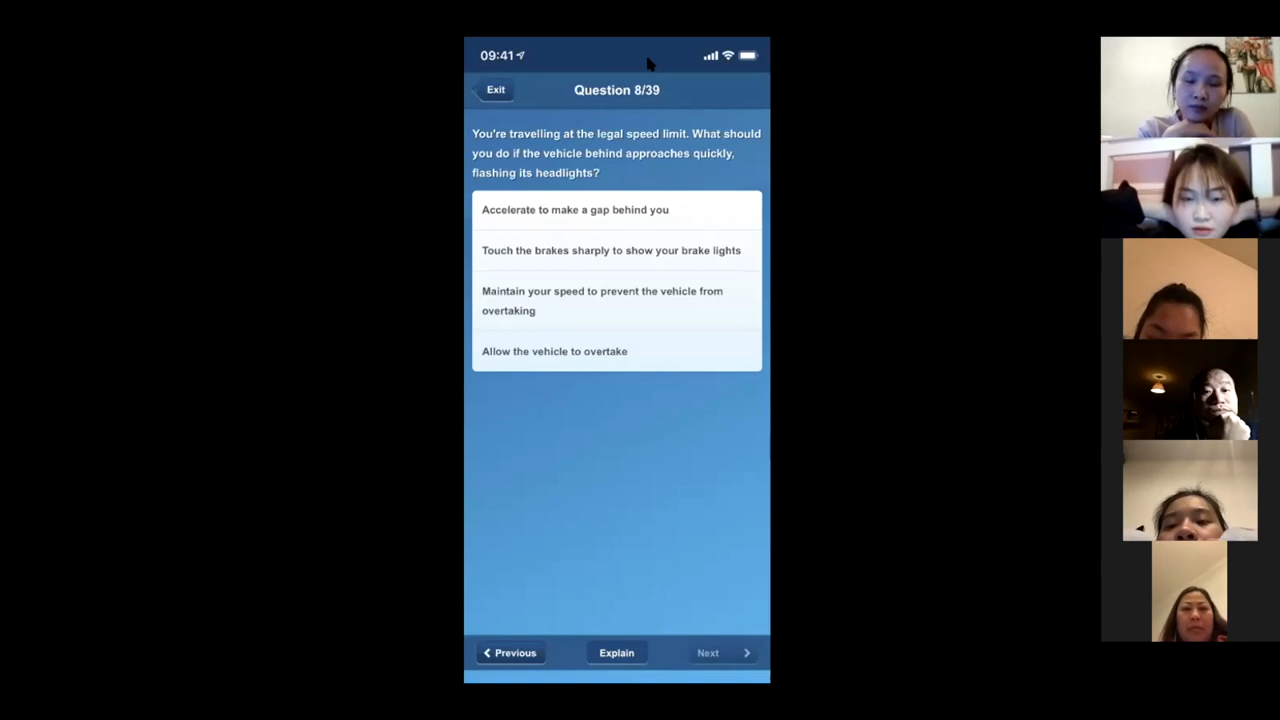 09:41
Exit
Question 8/39
You're travelling at the legal speed limit. What should
you do if the vehicle behind approaches quickly,
flashing its headlights?
Accelerate to make a gap behind you
Touch the brakes sharply to show your brake lights
Maintain your speed to prevent the vehicle from
overtaking
Allow the vehicle to overtake
Previous
Explain
Next